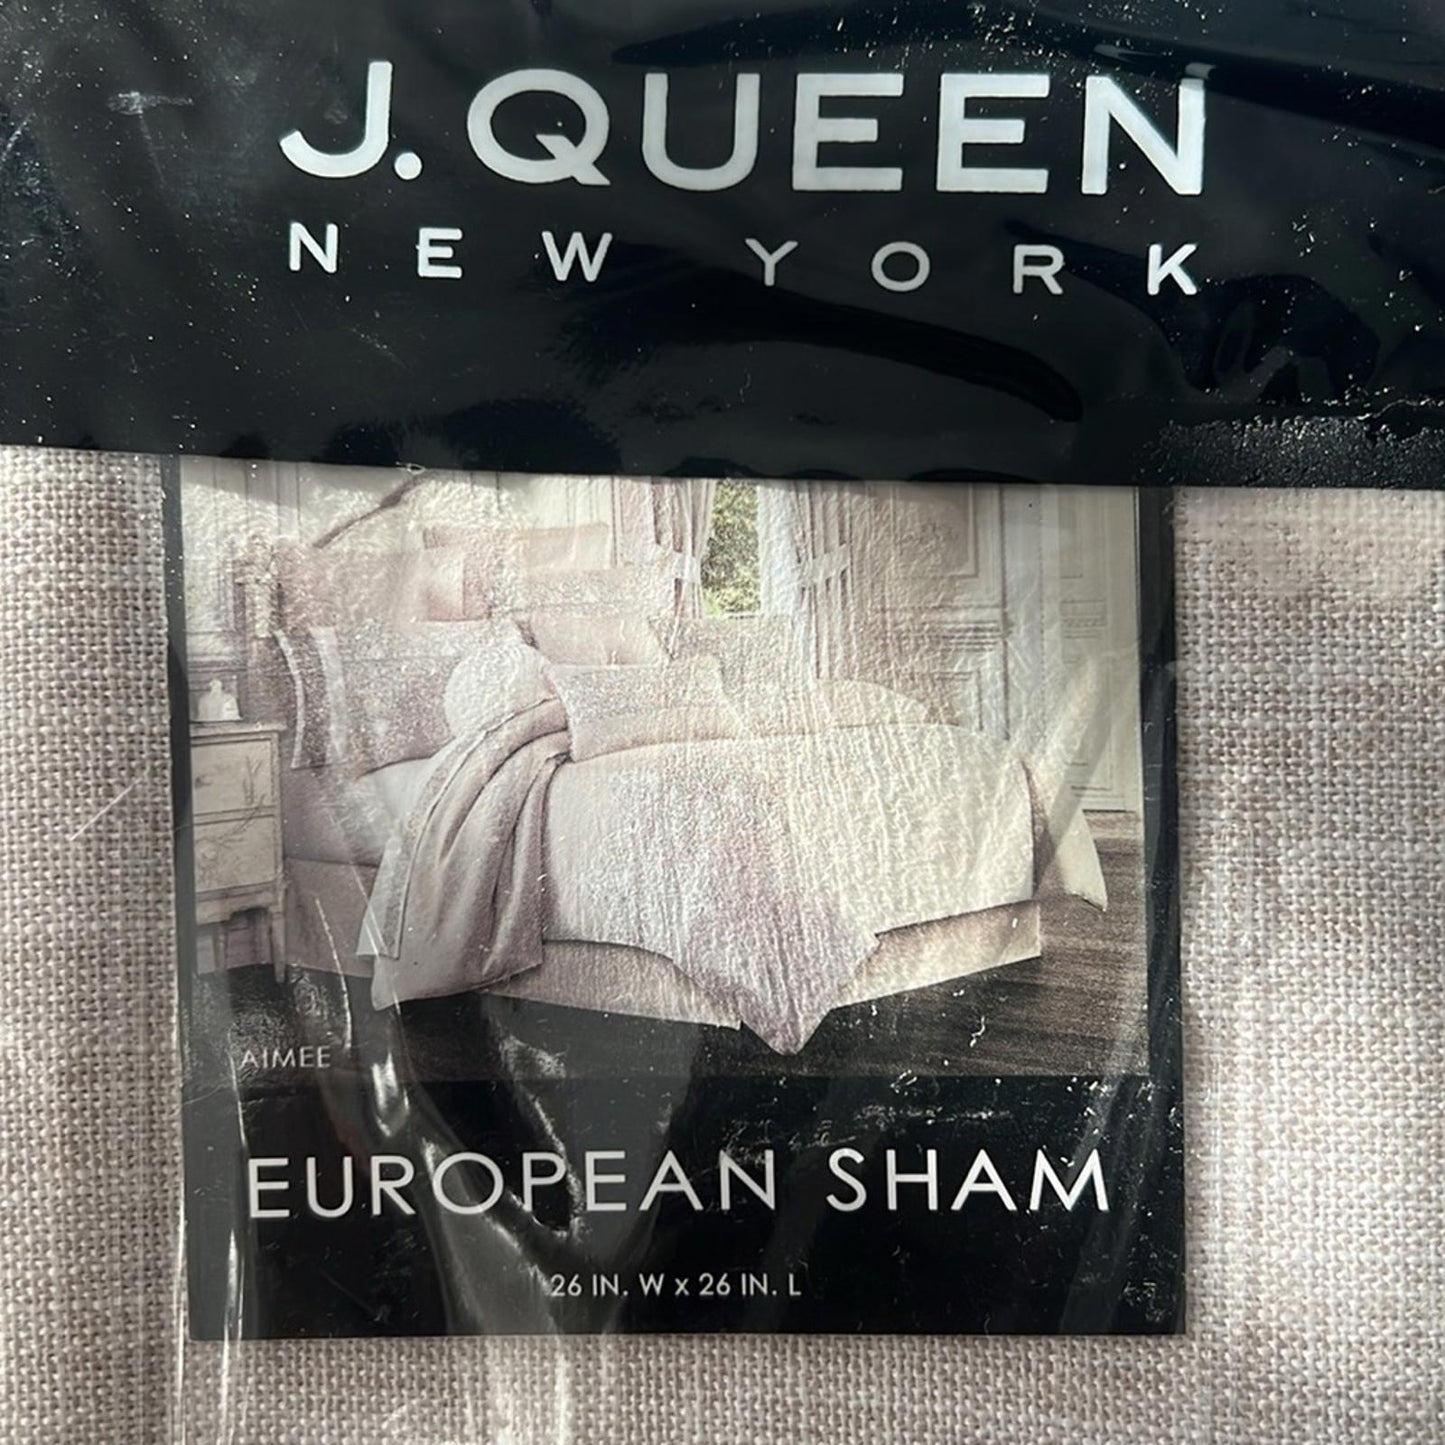 J. QUEEN
NEW YORK
AIMEE
EUROPEAN SHAM
26 IN. W x 26 IN. L